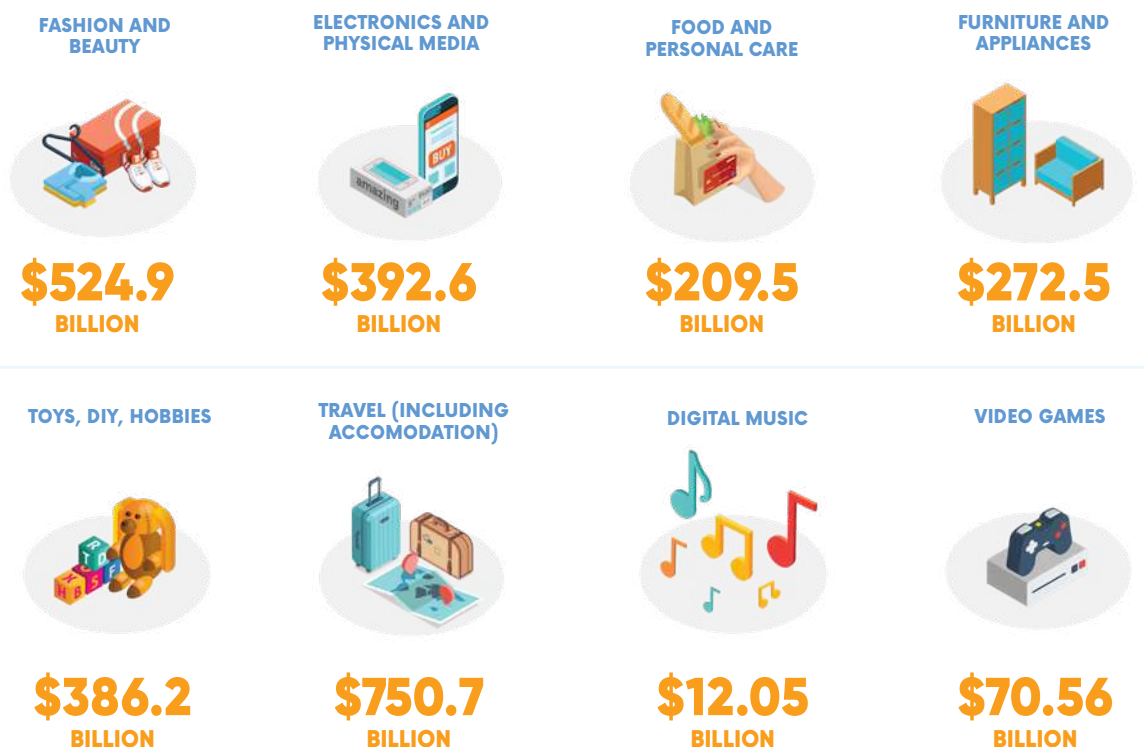 FASHION AND
BEAUTY
ELECTRONICS AND
PHYSICAL MEDIA
FOOD AND
PERSONAL CARE
FURNITURE AND
APPLIANCES
BUY
amazing
$524.9
BILLION
$392.6
BILLION
$209.5
BILLION
$272.5
BILLION
TOYS, DIY, HOBBIES
TRAVEL (INCLUDING
ACCOMODATION)
DIGITAL MUSIC
VIDEO GAMES
R
T D
X
H B S F
$386.2
BILLION
$750.7
BILLION
$12.05
BILLION
$70.56
BILLION